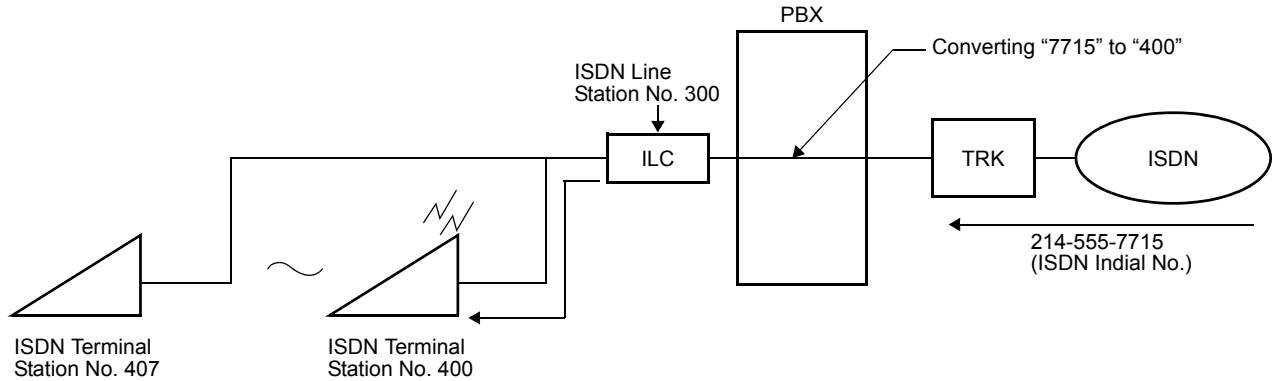 PBX
Converting “7715” to “400”
ISDN Line
Station No. 300
ILC
TRK
ISDN
214-555-7715
(ISDN Indial No.)
ISDN Terminal
Station No. 407
ISDN Terminal
Station No. 400